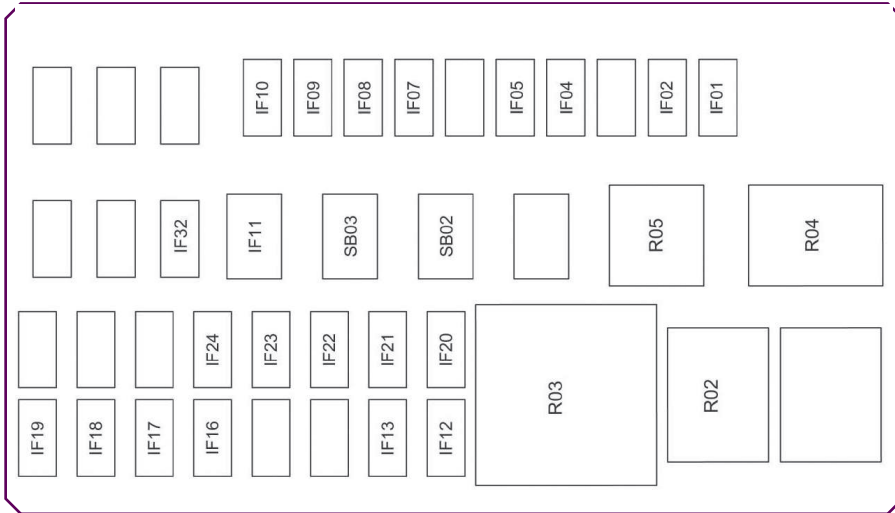 IF10 IF09 IF08 IF07 IF05 IF04 IF02 IF01
IF32 IF11 SB03 SB02 R05 R04
IF24 IF23 IF22 IF21 IF20
R03 R02
IF19 IF18 IF17 IF16 IF13 IF12